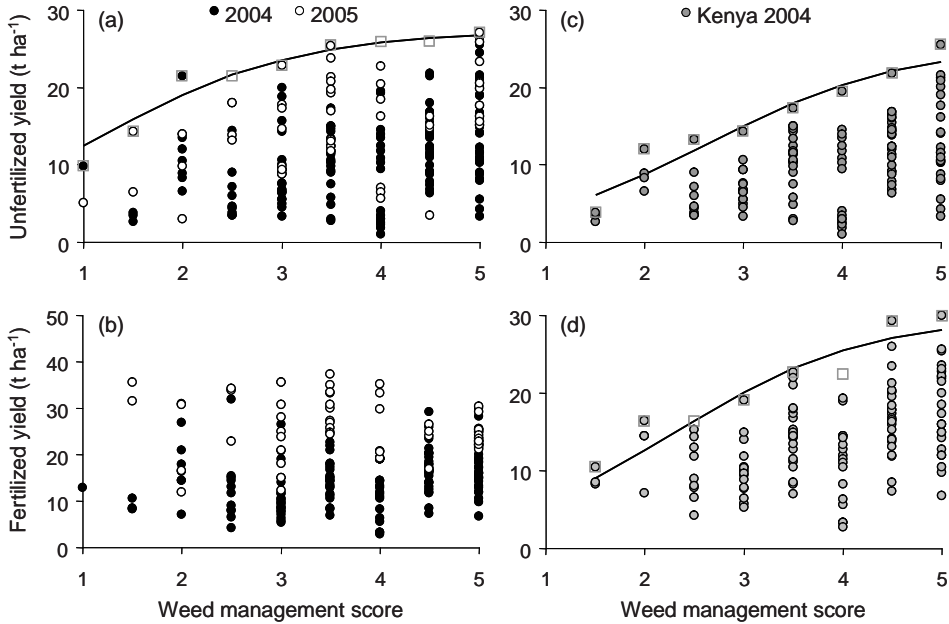 (a)
2004
2005
Unfertilized yield (t ha⁻¹)
30
20
10
0
1 2 3 4 5
(c)
Kenya 2004
30
20
10
0
1 2 3 4 5
(b)
Fertilized yield (t ha⁻¹)
50
40
30
20
10
0
1 2 3 4 5
Weed management score
(d)
30
20
10
0
1 2 3 4 5
Weed management score